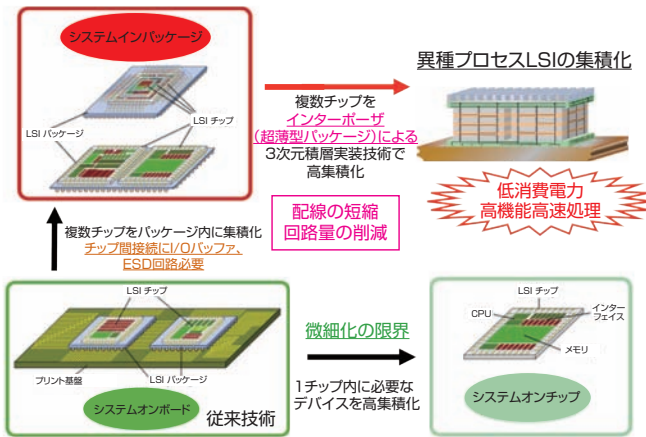 システムインパッケージ
LSI パッケージ
LSI チップ
複数チップを
インターポーザ
(超薄型パッケージ)による
3次元積層実装技術で
高集積化
異種プロセスLSIの集積化
低消費電力
高機能高速処理
配線の短縮
回路量の削減
複数チップをパッケージ内に集積化
チップ間接続にI/Oバッファ、
ESD回路必要
LSI チップ
プリント基盤
LSI パッケージ
システムオンボード
従来技術
微細化の限界
1チップ内に必要な
デバイスを高集積化
LSI チップ
CPU
インター
フェイス
メモリ
システムオンチップ